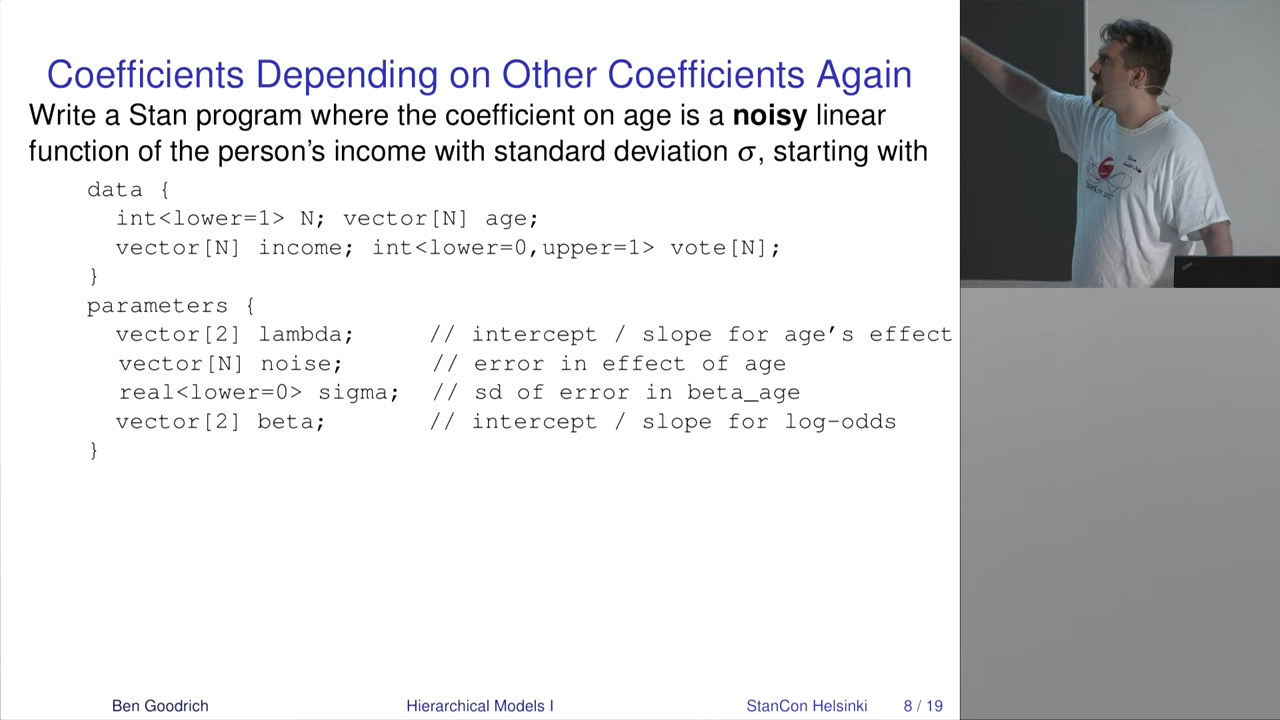 Coefficients Depending on Other Coefficients Again
Write a Stan program where the coefficient on age is a noisy linear
function of the person's income with standard deviation σ, starting with
data {
int<lower=1> N; vector[N] age;
vector[N] income; int<lower=0,upper=1> vote[N];
}
parameters {
vector[2] lambda; // intercept / slope for age's effect
vector[N] noise; // error in effect of age
real<lower=0> sigma; // sd of error in beta_age
vector[2] beta; // intercept / slope for log-odds
}
Ben Goodrich Hierarchical Models I StanCon Helsinki 8 / 19